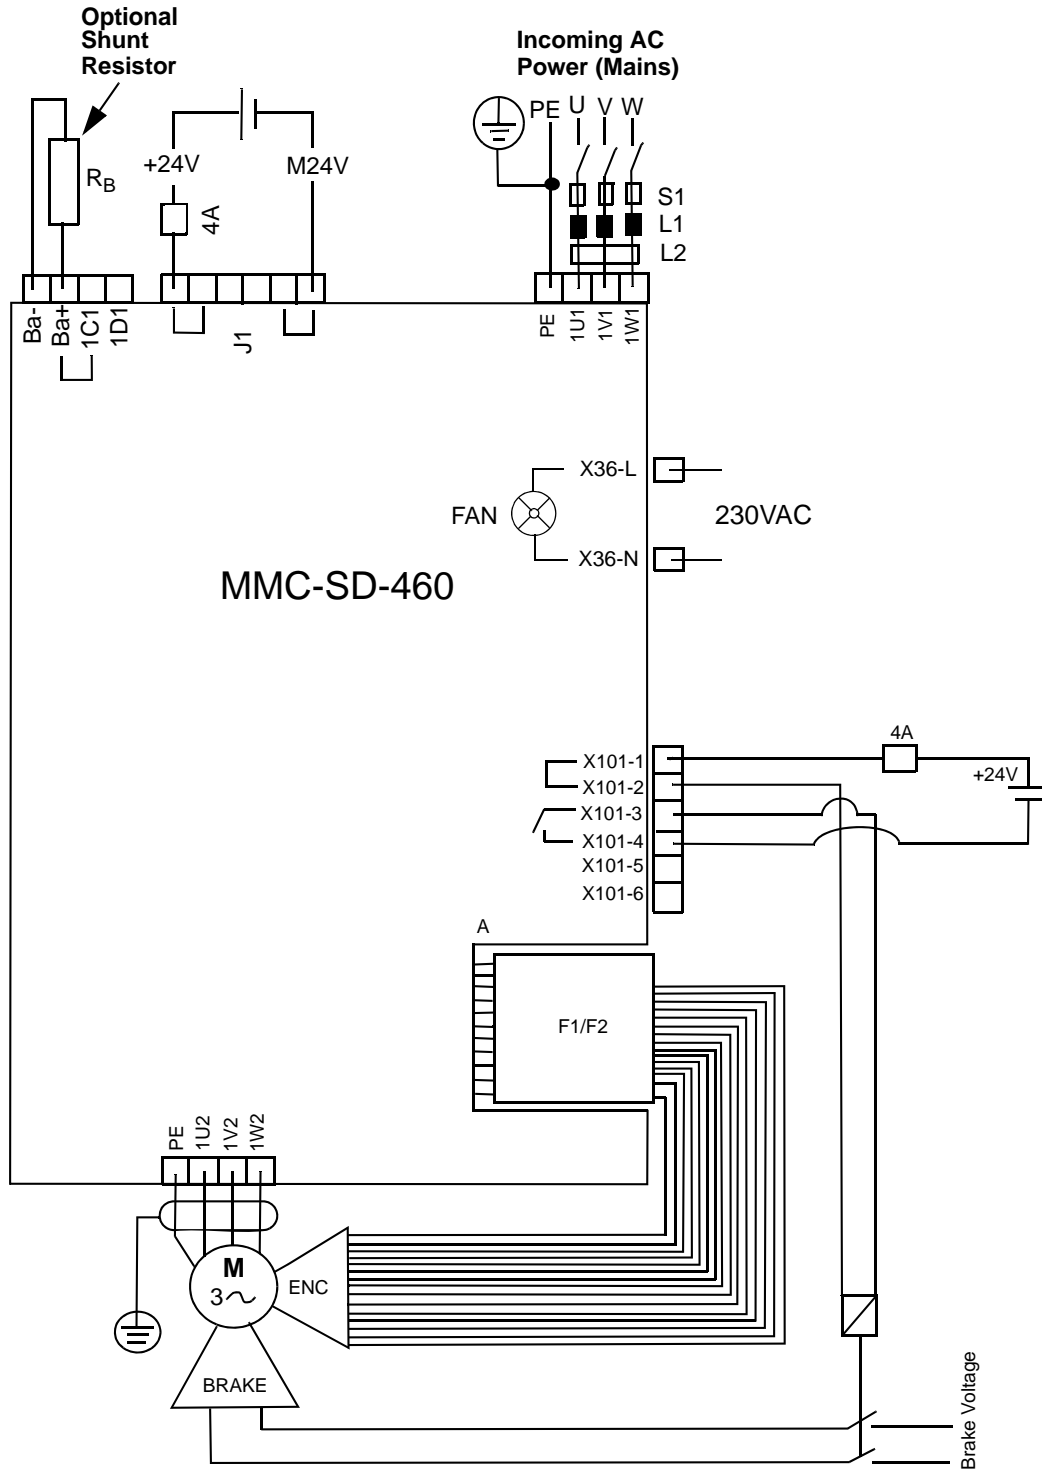 Optional
Shunt
Resistor
Incoming AC
Power (Mains)
PE U V W
+24V M24V
RB
4A
S1
L1
L2
Ba-
Ba+
1C1
1D1
J1
PE
1U1
1V1
1W1
X36-L
FAN
230VAC
X36-N
MMC-SD-460
4A
X101-1
+24V
X101-2
X101-3
X101-4
X101-5
X101-6
A
F1/F2
PE
1U2
1V2
1W2
M
3
ENC
BRAKE
Brake Voltage